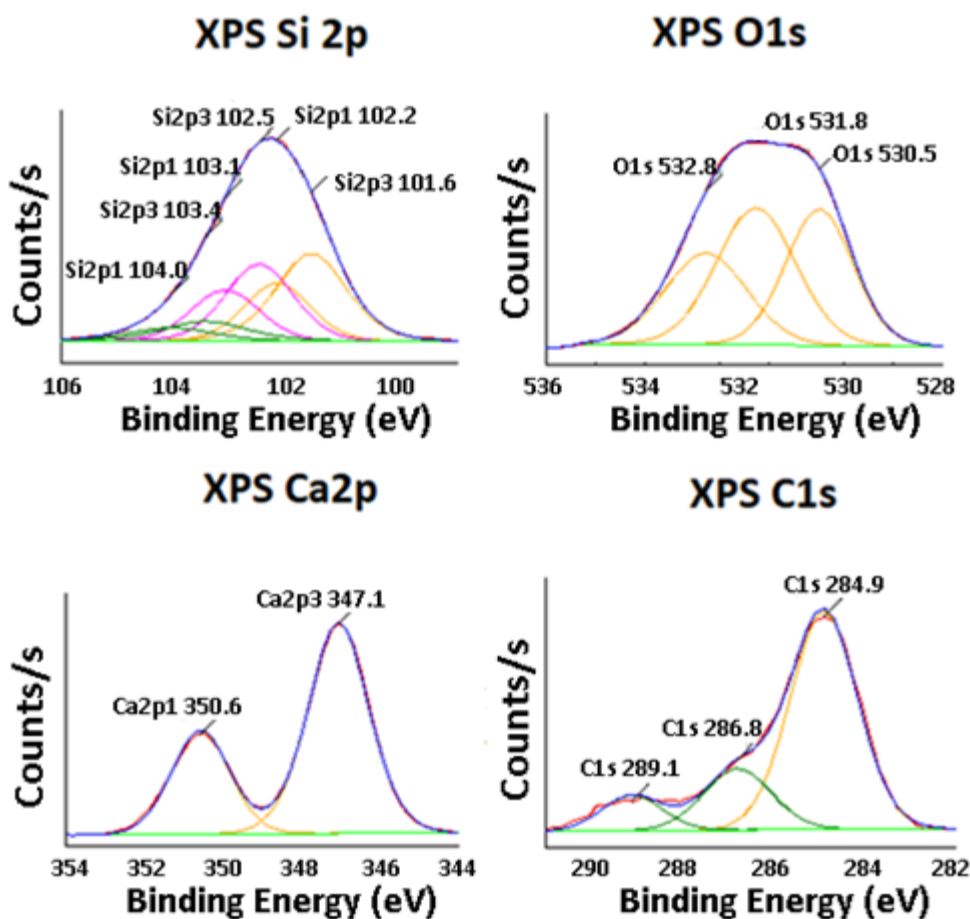 XPS Si 2p
Counts/s
Si2p3 102.5
Si2p1 102.2
Si2p1 103.1
Si2p3 101.6
Si2p3 103.4
Si2p1 104.0
106
104
102
100
Binding Energy (eV)
XPS O1s
Counts/s
O1s 531.8
O1s 532.8
O1s 530.5
536
534
532
530
528
Binding Energy (eV)
XPS Ca2p
Counts/s
Ca2p3 347.1
Ca2p1 350.6
354
352
350
348
346
344
Binding Energy (eV)
XPS C1s
Counts/s
C1s 284.9
C1s 286.8
C1s 289.1
290
288
286
284
282
Binding Energy (eV)